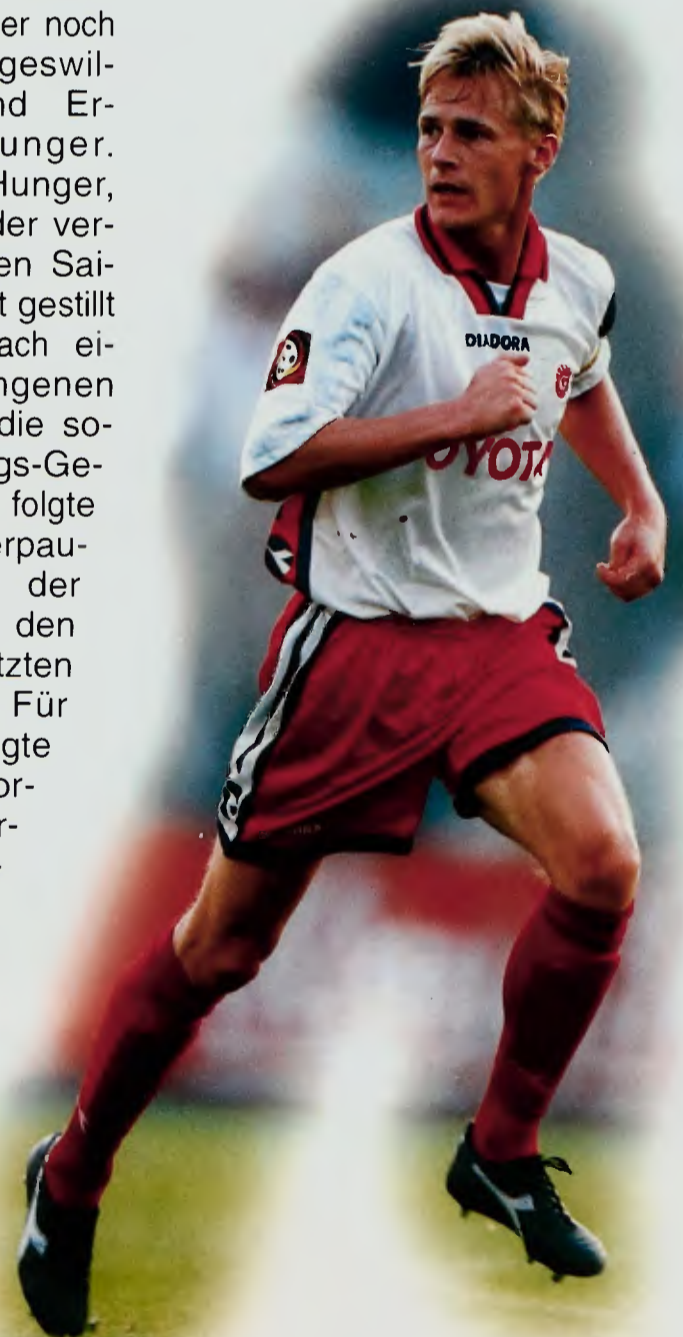 er noch
geswil-
nd Er-
unger.
Hunger,
der ver-
en Sai-
t gestillt
ach ei-
ngenen
die so-
gs-Ge-
folgte
erpau-
der
den
tzten
Für
gte
or-
r-
DIADORA
OYOTA